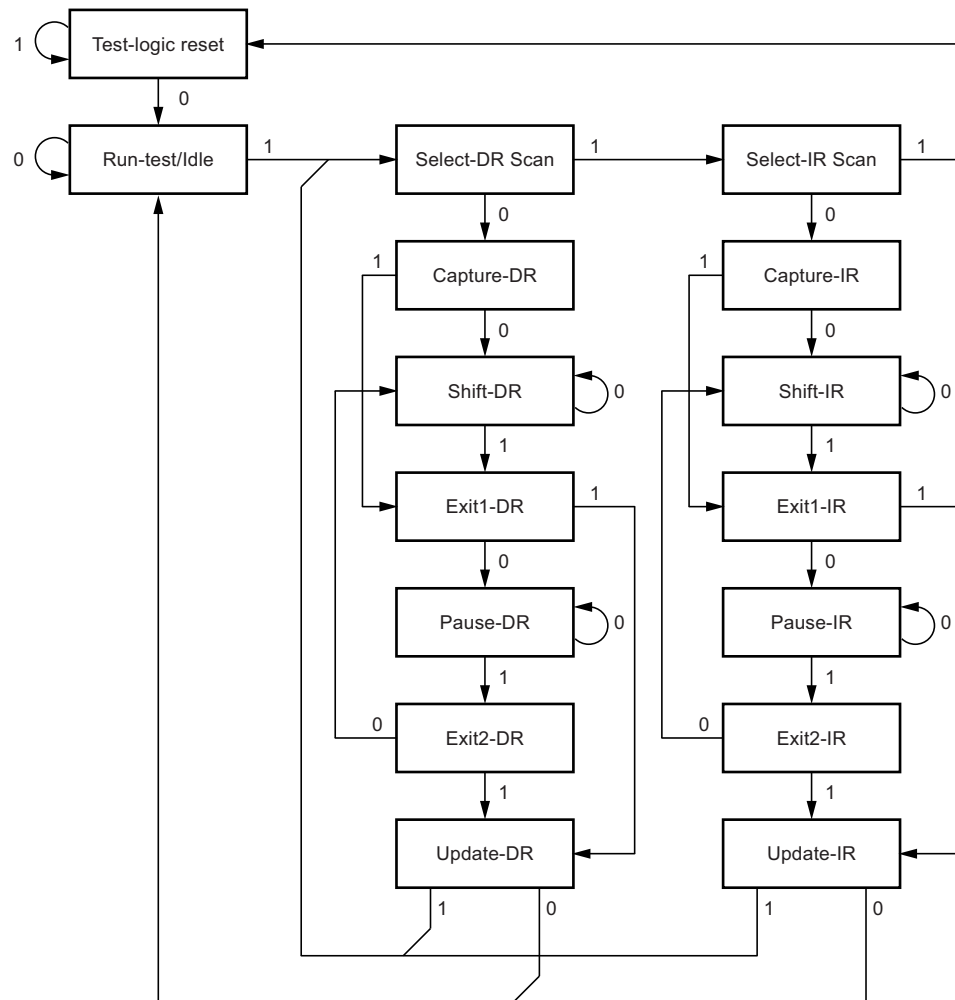 Test-logic reset
1
0
Run-test/Idle
0
1
Select-DR Scan
1
Select-IR Scan
1
0
0
1
Capture-DR
1
Capture-IR
0
0
Shift-DR
0
Shift-IR
0
1
1
Exit1-DR
1
Exit1-IR
1
0
0
Pause-DR
0
Pause-IR
0
1
1
0
Exit2-DR
0
Exit2-IR
1
1
Update-DR
Update-IR
1
0
1
0